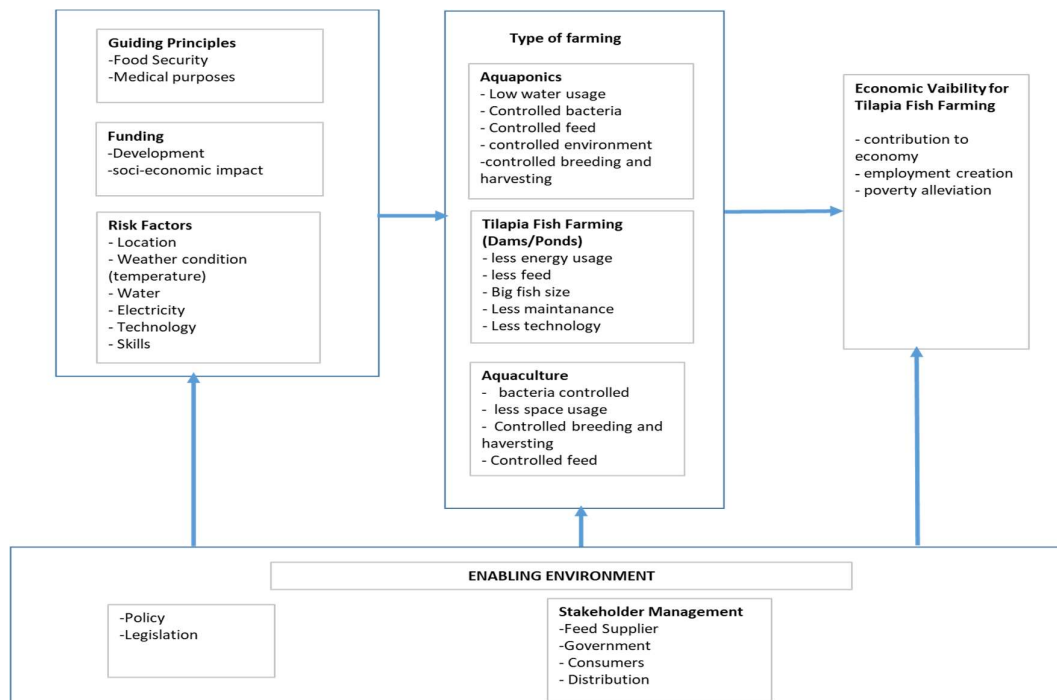 Guiding Principles
-Food Security
-Medical purposes
Funding
-Development
-soci-economic impact
Risk Factors
- Location
- Weather condition
(temperature)
- Water
- Electricity
- Technology
- Skills
Type of farming
Aquaponics
- Low water usage
- Controlled bacteria
- Controlled feed
- controlled environment
-controlled breeding and
harvesting
Tilapia Fish Farming
(Dams/Ponds)
- less energy usage
- less feed
- Big fish size
- Less maintanance
- Less technology
Aquaculture
- bacteria controlled
- less space usage
- Controlled breeding and
haversting
- Controlled feed
Economic Vaibility for
Tilapia Fish Farming
- contribution to
economy
- employment creation
- poverty alleviation
ENABLING ENVIRONMENT
-Policy
-Legislation
Stakeholder Management
-Feed Supplier
-Government
- Consumers
- Distribution